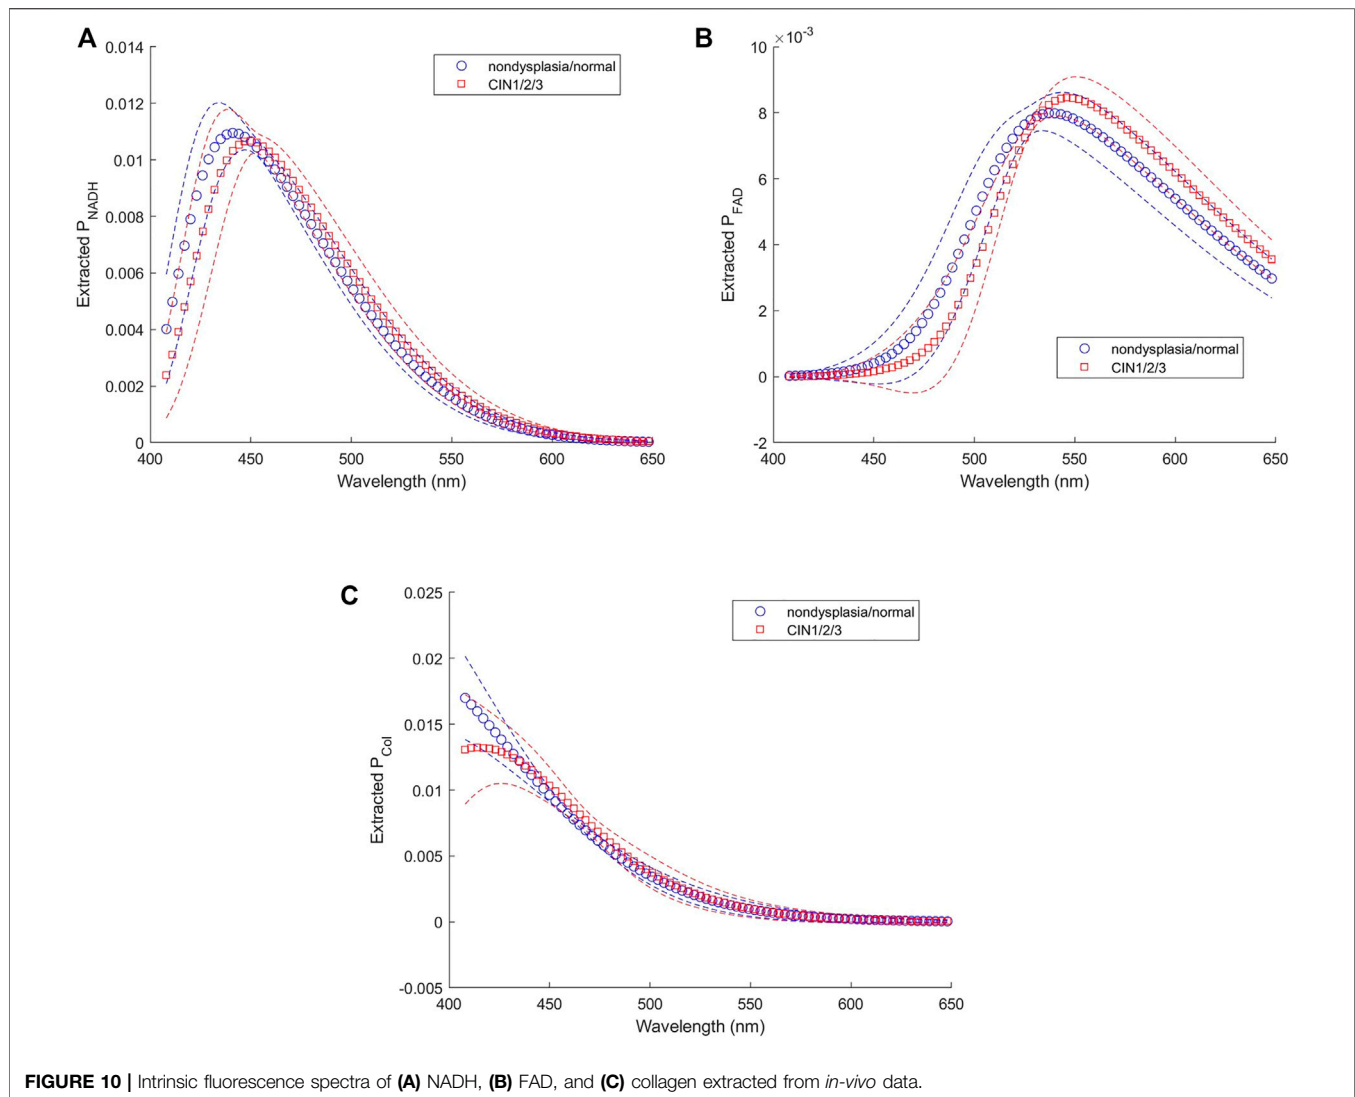 A
0.014
0.012
0.01
0.008
0.006
0.004
0.002
0
400
450
500
550
600
650
Extracted P_NADH
Wavelength (nm)
nondysplasia/normal
CIN1/2/3
B
×10⁻³
10
8
6
4
2
0
-2
400
450
500
550
600
650
Extracted P_FAD
Wavelength (nm)
nondysplasia/normal
CIN1/2/3
C
0.025
0.02
0.015
0.01
0.005
0
-0.005
400
450
500
550
600
650
Extracted P_Col
Wavelength (nm)
nondysplasia/normal
CIN1/2/3
FIGURE 10 | Intrinsic fluorescence spectra of (A) NADH, (B) FAD, and (C) collagen extracted from in-vivo data.